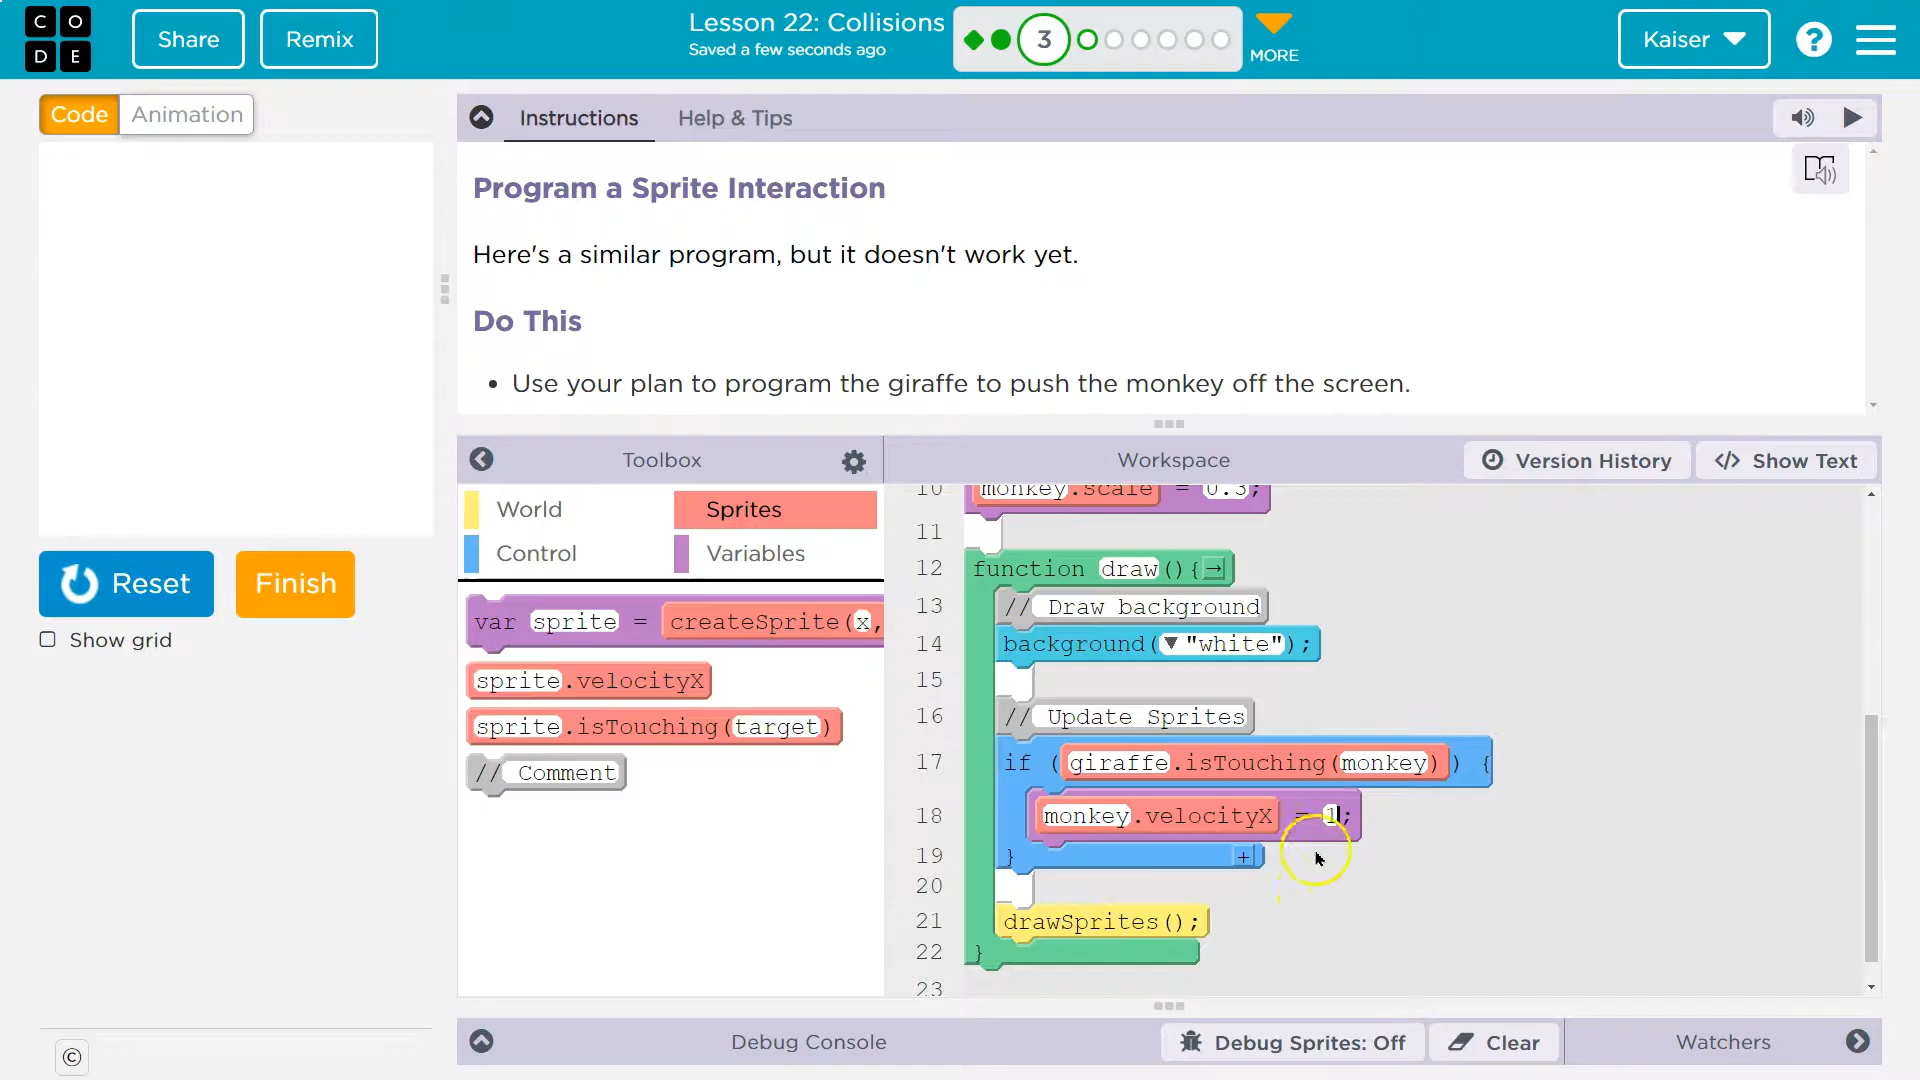 C O
D E
Share
Remix
Lesson 22: Collisions
Saved a few seconds ago
3
MORE
Kaiser
?
Code
Animation
Instructions
Help & Tips
Program a Sprite Interaction
Here's a similar program, but it doesn't work yet.
Do This
• Use your plan to program the giraffe to push the monkey off the screen.
Toolbox
Workspace
Version History
</> Show Text
World
Sprites
Control
Variables
var sprite = createSprite(x,
sprite.velocityX
sprite.isTouching(target)
// Comment
10 monkey.scale = 0.3;
11
12 function draw(){→
13 // Draw background
14 background(▼"white");
15
16 // Update Sprites
17 if (giraffe.isTouching(monkey)) {
18 monkey.velocityX = 1;
19 } +
20
21 drawSprites();
22 }
23
Reset
Finish
Show grid
©
Debug Console
Debug Sprites: Off
Clear
Watchers